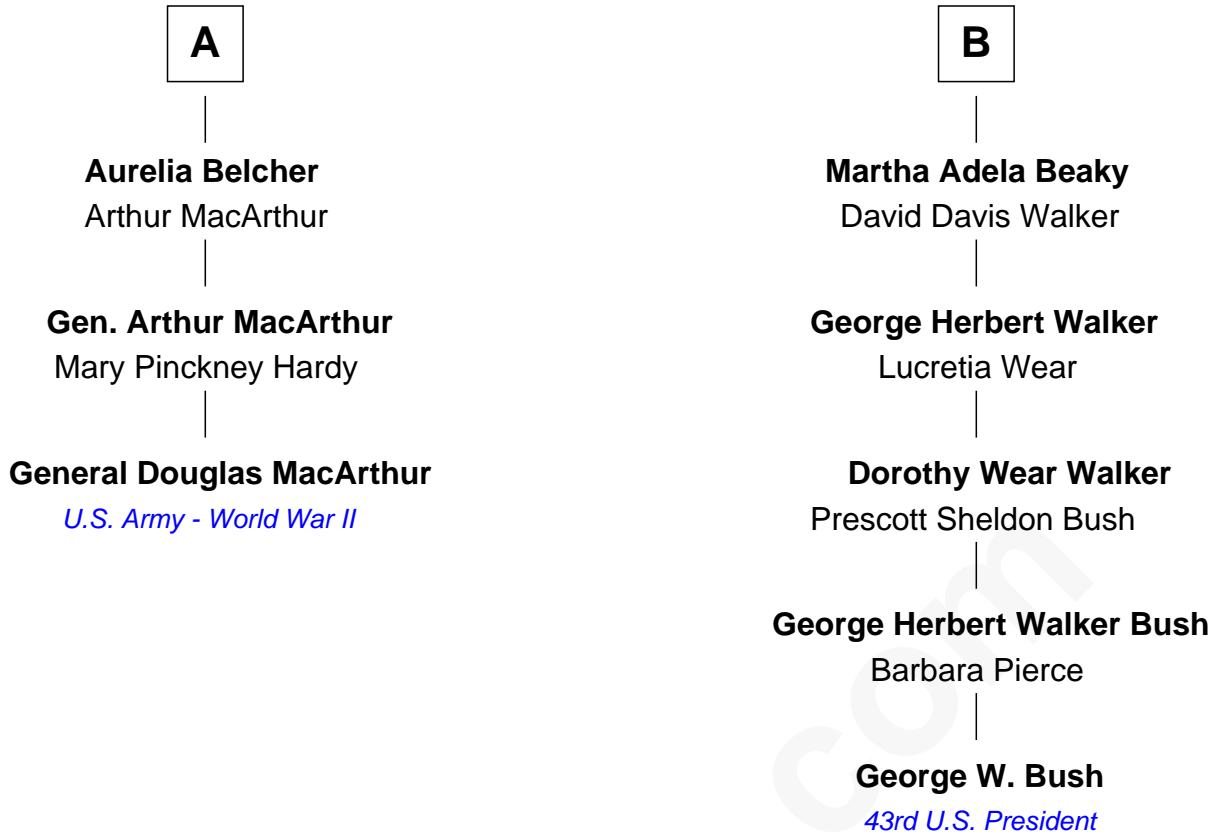 A
Aurelia Belcher
Arthur MacArthur
Gen. Arthur MacArthur
Mary Pinckney Hardy
General Douglas MacArthur
U.S. Army - World War II
B
Martha Adela Beaky
David Davis Walker
George Herbert Walker
Lucretia Wear
Dorothy Wear Walker
Prescott Sheldon Bush
George Herbert Walker Bush
Barbara Pierce
George W. Bush
43rd U.S. President
com